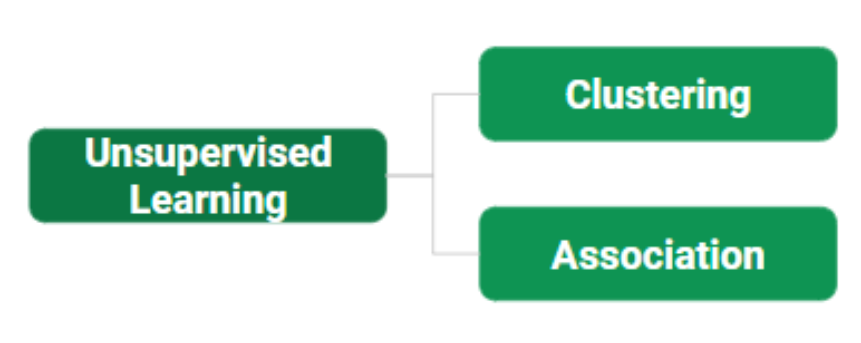 Clustering
Unsupervised
Learning
Association